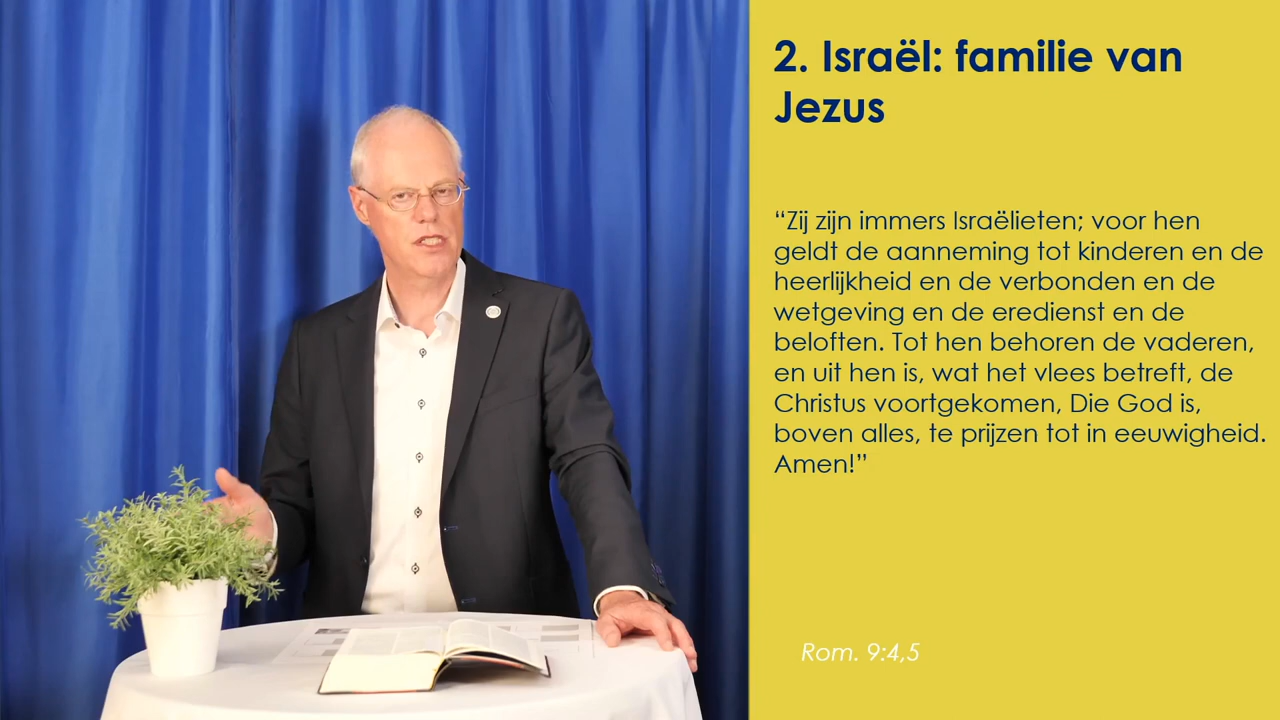 2. Israël: familie van
Jezus
“Zij zijn immers Israëlieten; voor hen
geldt de aanneming tot kinderen en de
heerlijkheid en de verbonden en de
wetgeving en de eredienst en de
beloften. Tot hen behoren de vaderen,
en uit hen is, wat het vlees betreft, de
Christus voortgekomen, Die God is,
boven alles, te prijzen tot in eeuwigheid.
Amen!”
Rom. 9:4,5